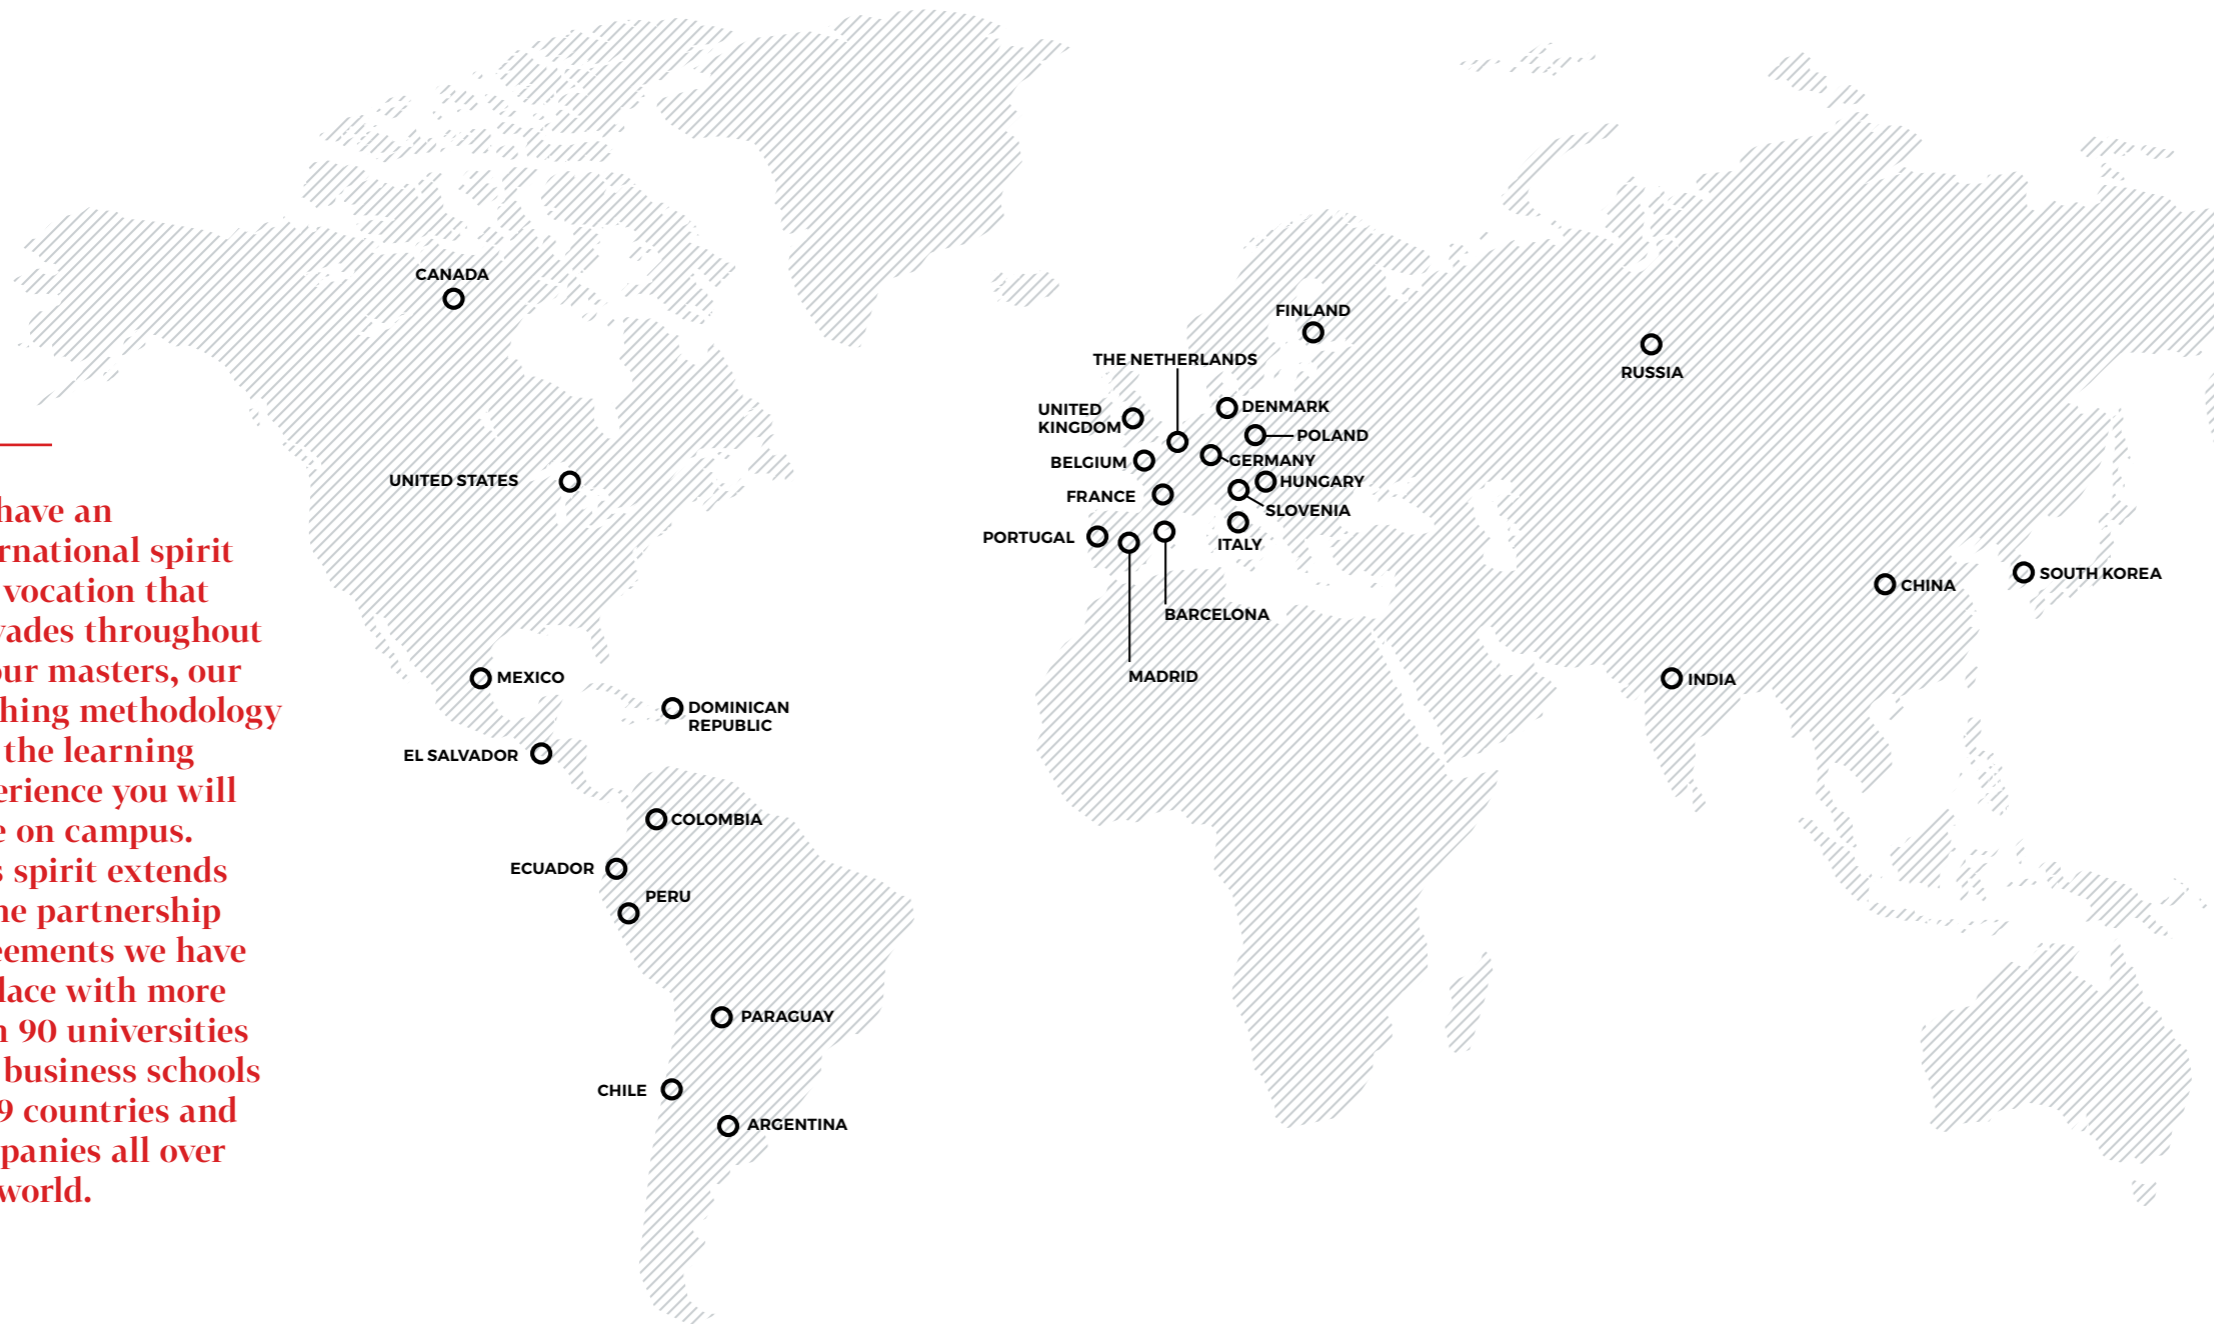 have an
rnational spirit
vocation that
vades throughout
our masters, our
hing methodology
the learning
erience you will
e on campus.
s spirit extends
ne partnership
eements we have
lace with more
n 90 universities
business schools
9 countries and
panies all over
world.
CANADA
UNITED STATES
MEXICO
DOMINICAN
REPUBLIC
EL SALVADOR
COLOMBIA
ECUADOR
PERU
PARAGUAY
CHILE
ARGENTINA
FINLAND
THE NETHERLANDS
UNITED
KINGDOM
DENMARK
POLAND
BELGIUM
GERMANY
HUNGARY
FRANCE
SLOVENIA
PORTUGAL
ITALY
BARCELONA
MADRID
RUSSIA
CHINA
SOUTH KOREA
INDIA